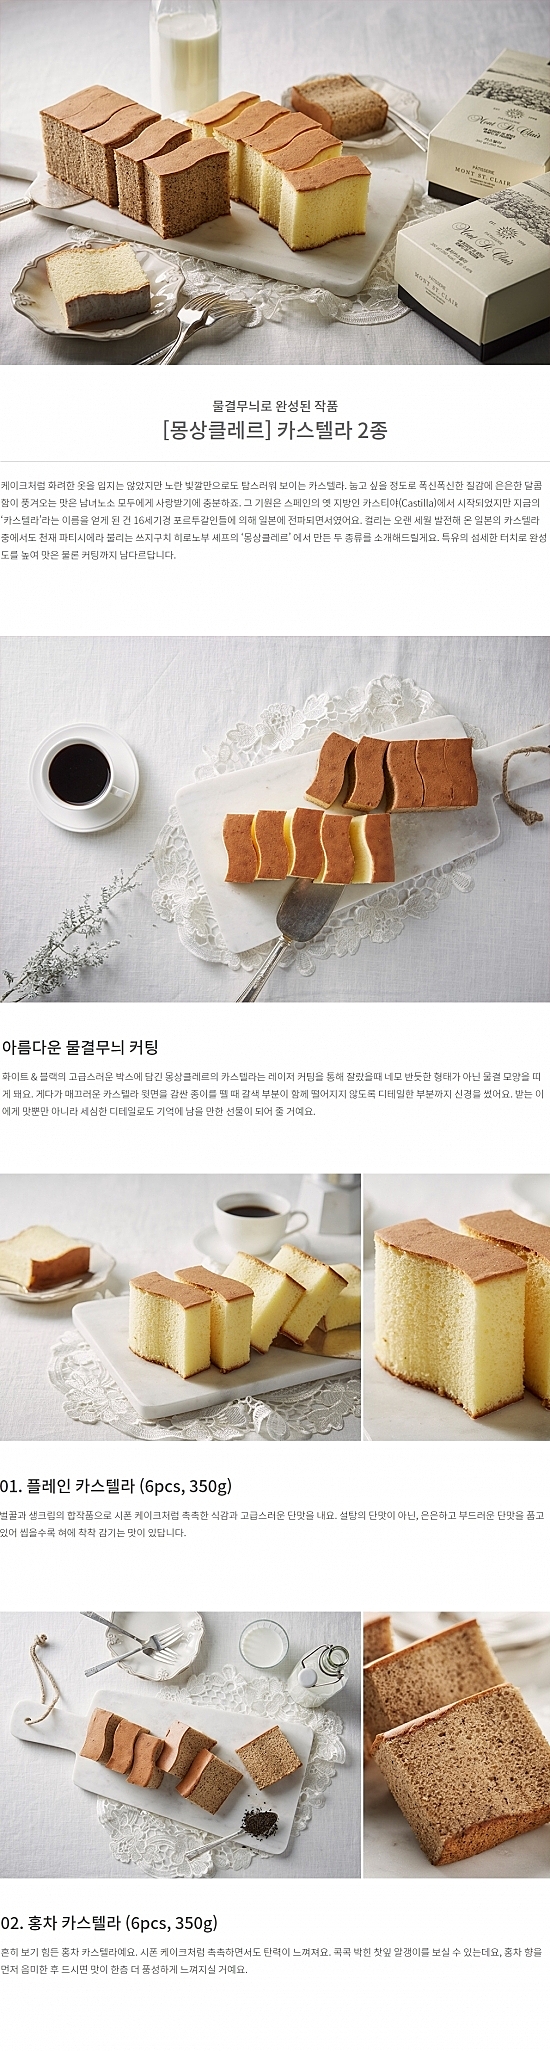 Mont St. Clair
PATISSERIE
MONT ST. CLAIR
Mont St. Clair
PATISSERIE
MONT ST. CLAIR
물결무늬로 완성된 작품
[몽상클레르] 카스텔라 2종
케이크처럼 화려한 옷을 입지는 않았지만 노란 빛깔만으로도 탐스러워 보이는 카스텔라. 눕고 싶을 정도로 폭신폭신한 질감에 은은한 달콤
함이 풍겨오는 맛은 남녀노소 모두에게 사랑받기에 충분하죠. 그 기원은 스페인의 옛 지방인 카스티야(Castilla)에서 시작되었지만 지금의
‘카스텔라’라는 이름을 얻게 된 건 16세기경 포르투갈인들에 의해 일본에 전파되면서였어요. 컬리는 오랜 세월 발전해 온 일본의 카스텔라
중에서도 천재 파티시에라 불리는 쓰지구치 히로노부 셰프의 ‘몽상클레르’ 에서 만든 두 종류를 소개해드릴게요. 특유의 섬세한 터치로 완성
도를 높여 맛은 물론 커팅까지 남다르답니다.
아름다운 물결무늬 커팅
화이트 & 블랙의 고급스러운 박스에 담긴 몽상클레르의 카스텔라는 레이저 커팅을 통해 잘랐을때 네모 반듯한 형태가 아닌 물결 모양을 띠
게 돼요. 게다가 매끄러운 카스텔라 윗면을 감싼 종이를 뗄 때 갈색 부분이 함께 떨어지지 않도록 디테일한 부분까지 신경을 썼어요. 받는 이
에게 맛뿐만 아니라 세심한 디테일로도 기억에 남을 만한 선물이 되어 줄 거예요.
01. 플레인 카스텔라 (6pcs, 350g)
벌꿀과 생크림의 합작품으로 시폰 케이크처럼 촉촉한 식감과 고급스러운 단맛을 내요. 설탕의 단맛이 아닌, 은은하고 부드러운 단맛을 품고
있어 씹을수록 혀에 착착 감기는 맛이 있답니다.
02. 홍차 카스텔라 (6pcs, 350g)
흔히 보기 힘든 홍차 카스텔라예요. 시폰 케이크처럼 촉촉하면서도 탄력이 느껴져요. 콕콕 박힌 찻잎 알갱이를 보실 수 있는데요, 홍차 향을
먼저 음미한 후 드시면 맛이 한층 더 풍성하게 느껴지실 거예요.